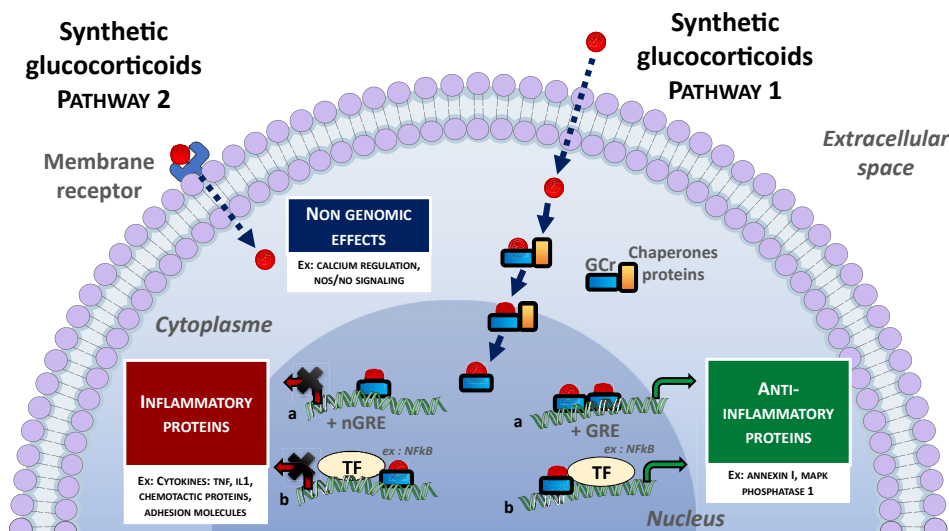 Synthetic
glucocorticoids
PATHWAY 2
Synthetic
glucocorticoids
PATHWAY 1
Extracellular
space
Membrane
receptor
NON GENOMIC
EFFECTS
EX: CALCIUM REGULATION,
NOS/NO SIGNALING
GCr
Chaperones
proteins
Cytoplasme
INFLAMMATORY
PROTEINS
EX: CYTOKINES: TNF, IL1,
CHEMOTACTIC PROTEINS,
ADHESION MOLECULES
a
+ nGRE
b
TF
ex : NFkB
a
+ GRE
b
TF
ex : NFkB
ANTI-
INFLAMMATORY
PROTEINS
EX: ANNEXIN I, MAPK
PHOSPHATASE 1
Nucleus